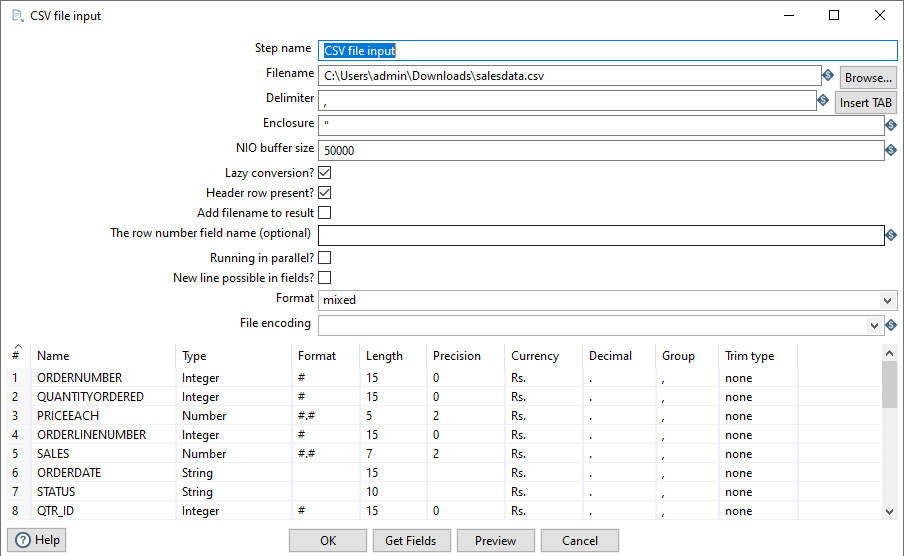 CSV file input
Step name CSV file input
Filename C:\Users\admin\Downloads\salesdata.csv Browse...
Delimiter , Insert TAB
Enclosure "
NIO buffer size 50000
Lazy conversion?
Header row present?
Add filename to result
The row number field name (optional)
Running in parallel?
New line possible in fields?
Format mixed
File encoding
# Name Type Format Length Precision Currency Decimal Group Trim type
1 ORDERNUMBER Integer # 15 0 Rs. . , none
2 QUANTITYORDERED Integer # 15 0 Rs. . , none
3 PRICEEACH Number #.# 5 2 Rs. . , none
4 ORDERLINENUMBER Integer # 15 0 Rs. . , none
5 SALES Number #.# 7 2 Rs. . , none
6 ORDERDATE String 15 Rs. . , none
7 STATUS String 10 Rs. . , none
8 QTR_ID Integer # 15 0 Rs. . , none
? Help OK Get Fields Preview Cancel